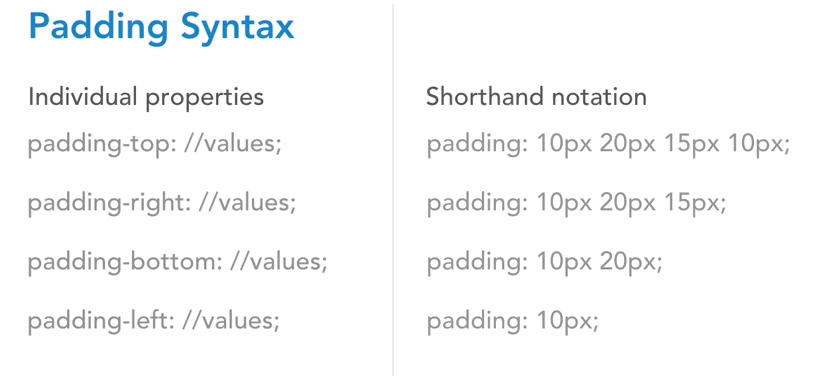 Padding Syntax
Individual properties
padding-top: //values;
padding-right: //values;
padding-bottom: //values;
padding-left: //values;
Shorthand notation
padding: 10px 20px 15px 10px;
padding: 10px 20px 15px;
padding: 10px 20px;
padding: 10px;